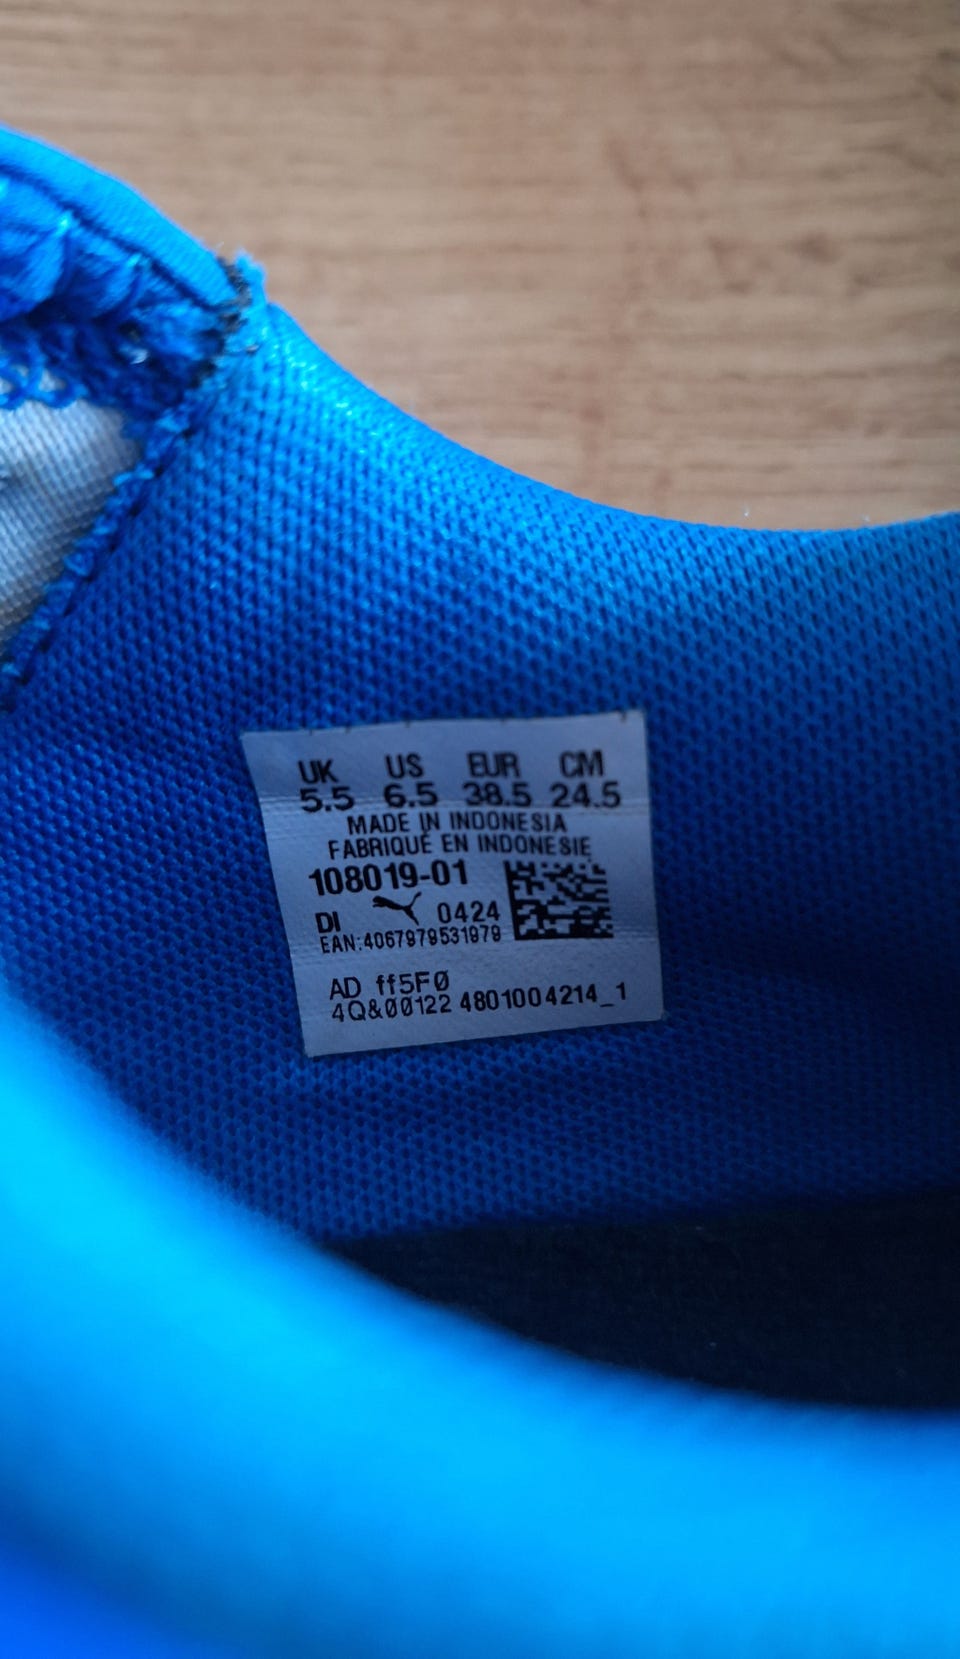 UK US EUR CM
5.5 6.5 38.5 24.5
MADE IN INDONESIA
FABRIQUÉ EN INDONESIE
108019-01
DI 0424
EAN:4067979531979
AD ff5F0
4Q&00122 4801004214_1